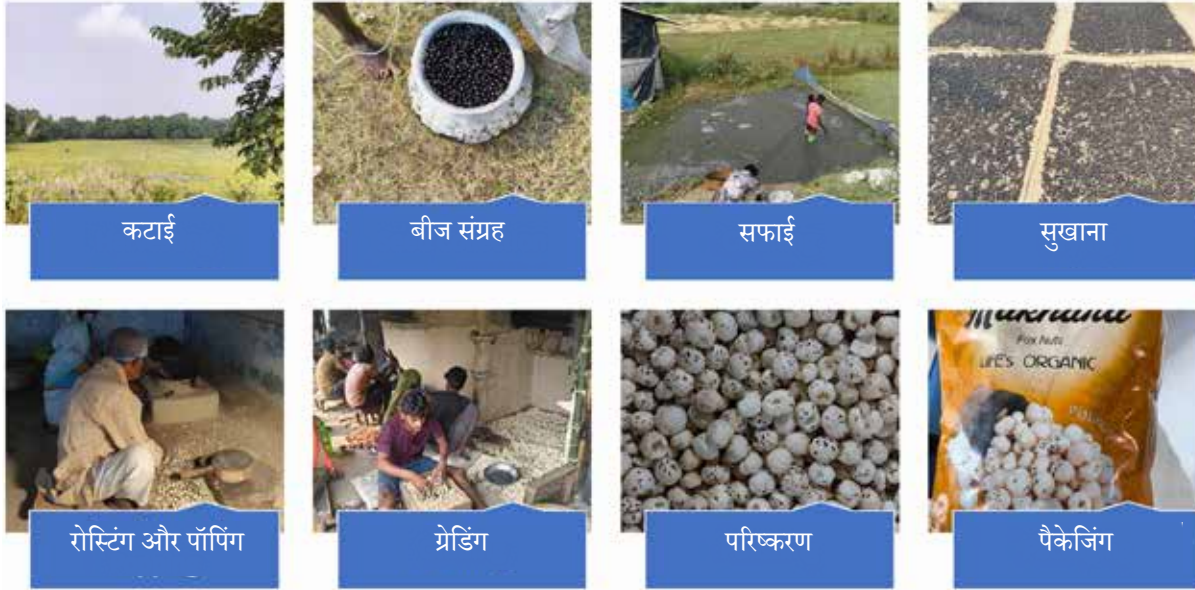 कटाई
बीज संग्रह
सफाई
सुखाना
Makhana
Fox Nuts
LIFE'S ORGANIC
रोस्टिंग और पॉपिंग
ग्रेडिंग
परिष्करण
पैकेजिंग